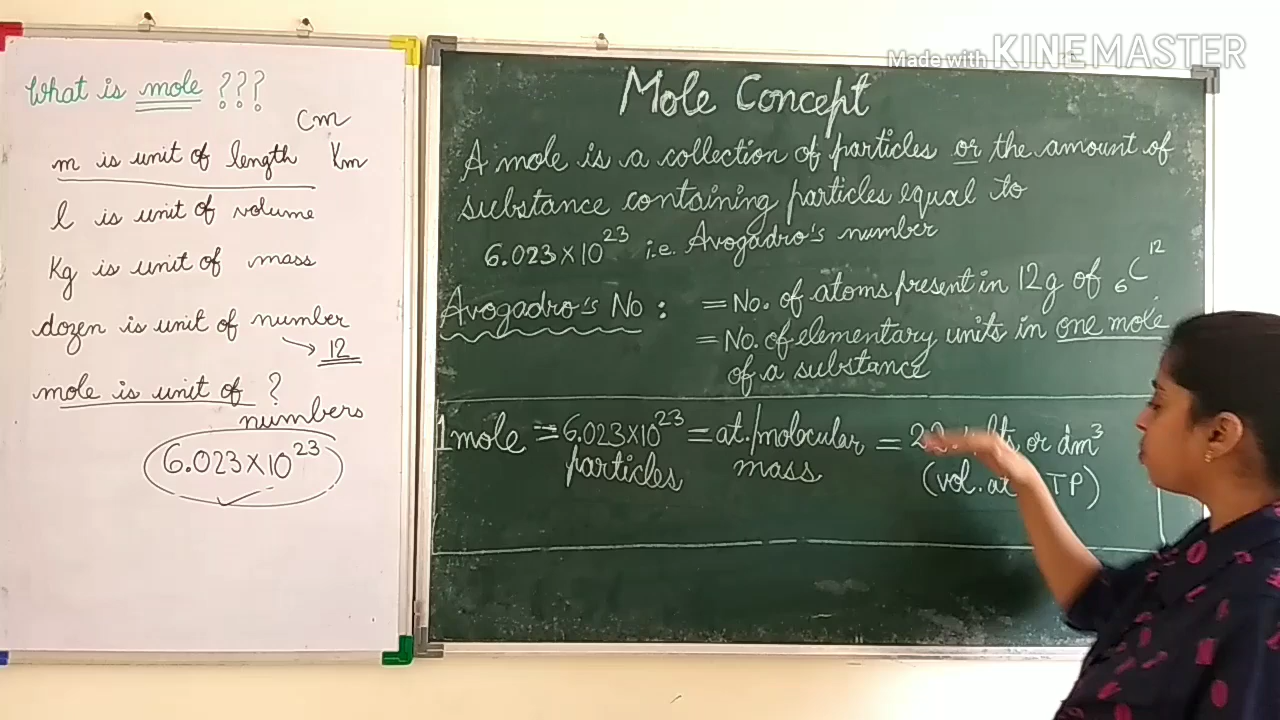 What is mole ???
cm
m is unit of length km
l is unit of volume
Kg is unit of mass
dozen is unit of number
→ 12
mole is unit of ?
numbers
6.023×10²³
Made with KINEMASTER
Mole Concept
A mole is a collection of particles or the amount of
substance containing particles equal to
6.023×10²³ i.e. Avogadro's number
Avogadro's No : = No. of atoms present in 12g of ₆C¹²
= No. of elementary units in one mole
of a substance
1 mole = 6.023×10²³ = at./molecular = or dm³
particles mass (vol. at TP)